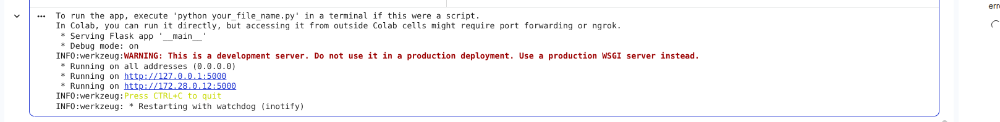 To run the app, execute 'python your_file_name.py' in a terminal if this were a script.
In Colab, you can run it directly, but accessing it from outside Colab cells might require port forwarding or ngrok.
 * Serving Flask app '__main__'
 * Debug mode: on
INFO:werkzeug:WARNING: This is a development server. Do not use it in a production deployment. Use a production WSGI server instead.
 * Running on all addresses (0.0.0.0)
 * Running on http://127.0.0.1:5000
 * Running on http://172.28.0.12:5000
INFO:werkzeug:Press CTRL+C to quit
INFO:werkzeug: * Restarting with watchdog (inotify)